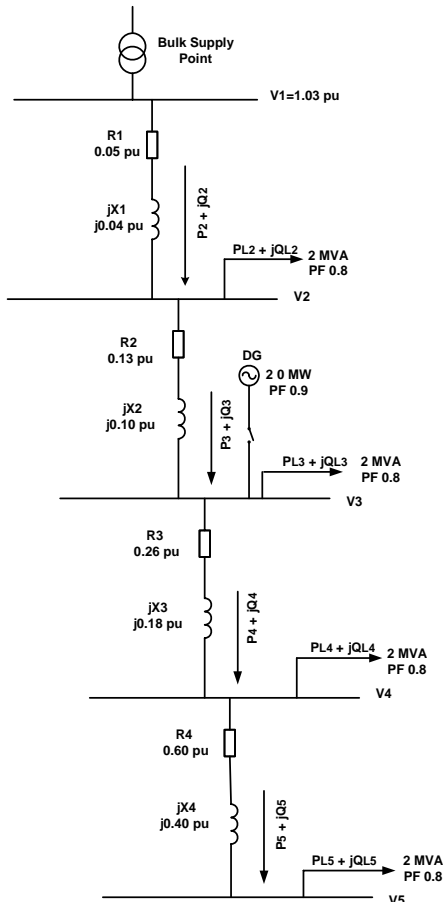 Bulk Supply
Point
V1=1.03 pu
R1
0.05 pu
jX1
j0.04 pu
P2 + jQ2
PL2 + jQL2
2 MVA
PF 0.8
V2
R2
0.13 pu
DG
2 0 MW
PF 0.9
jX2
j0.10 pu
P3 + jQ3
PL3 + jQL3
2 MVA
PF 0.8
V3
R3
0.26 pu
jX3
j0.18 pu
P4 + jQ4
PL4 + jQL4
2 MVA
PF 0.8
V4
R4
0.60 pu
jX4
j0.40 pu
P5 + jQ5
PL5 + jQL5
2 MVA
PF 0.8
V5